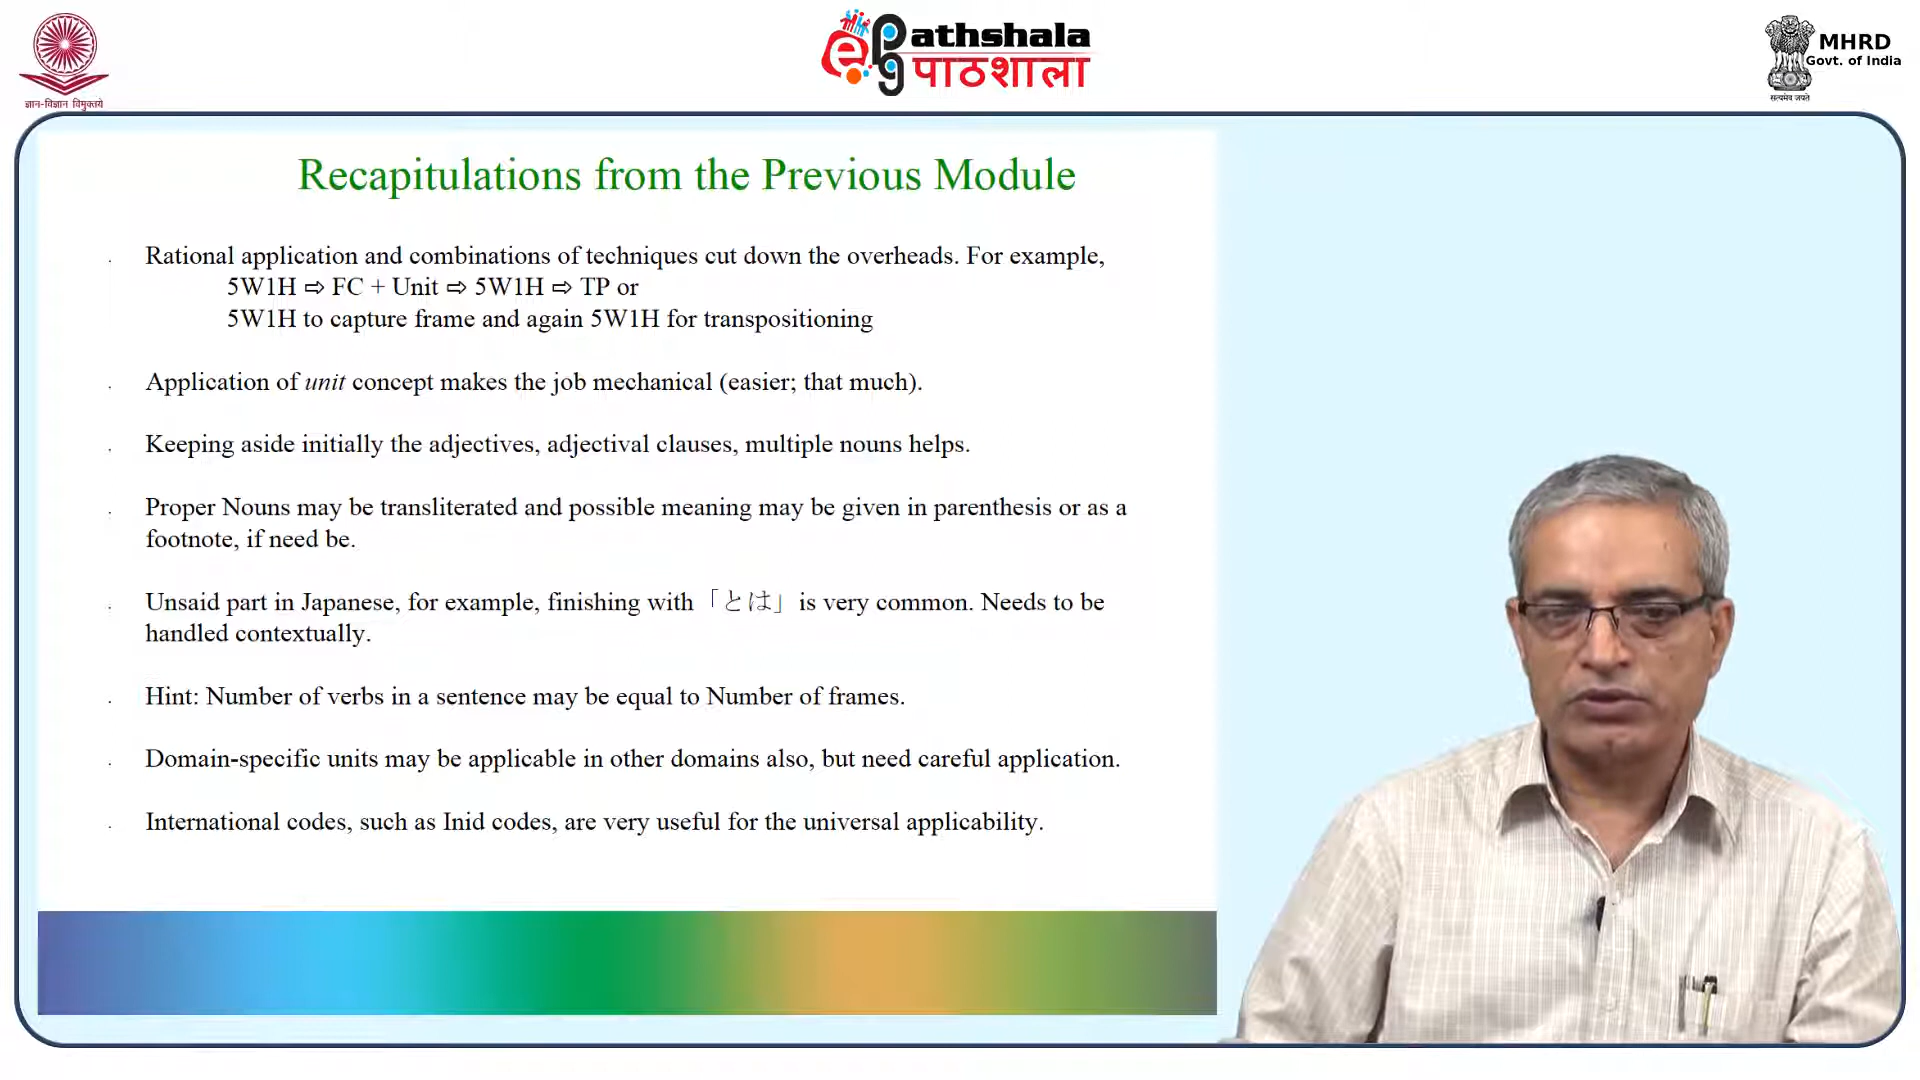 ज्ञान-विज्ञान विमुक्तये
ePathshala
पाठशाला
MHRD
Govt. of India
सत्यमेव जयते
Recapitulations from the Previous Module
Rational application and combinations of techniques cut down the overheads. For example,
5W1H ⇨ FC + Unit ⇨ 5W1H ⇨ TP or
5W1H to capture frame and again 5W1H for transpositioning
Application of unit concept makes the job mechanical (easier; that much).
Keeping aside initially the adjectives, adjectival clauses, multiple nouns helps.
Proper Nouns may be transliterated and possible meaning may be given in parenthesis or as a
footnote, if need be.
Unsaid part in Japanese, for example, finishing with「とは」is very common. Needs to be
handled contextually.
Hint: Number of verbs in a sentence may be equal to Number of frames.
Domain-specific units may be applicable in other domains also, but need careful application.
International codes, such as Inid codes, are very useful for the universal applicability.